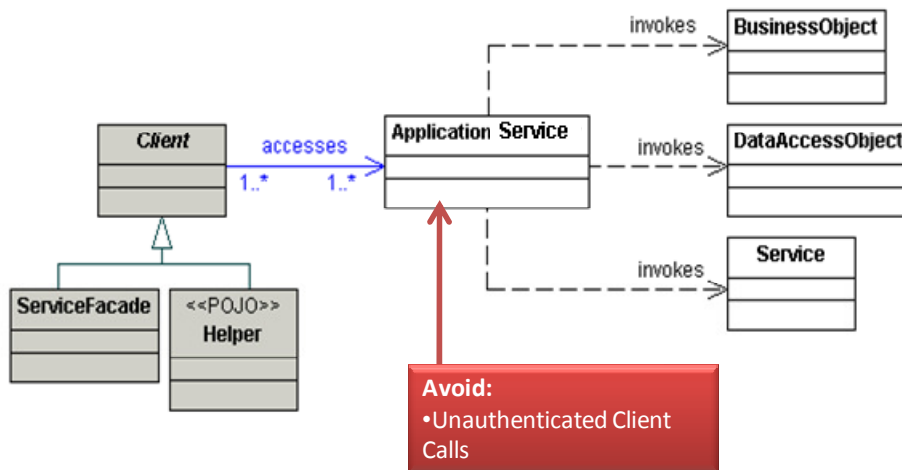 invokes
BusinessObject
Client
accesses
1..*
1..*
Application Service
invokes
DataAccessObject
invokes
Service
ServiceFacade
<<POJO>>
Helper
Avoid:
•Unauthenticated Client
Calls